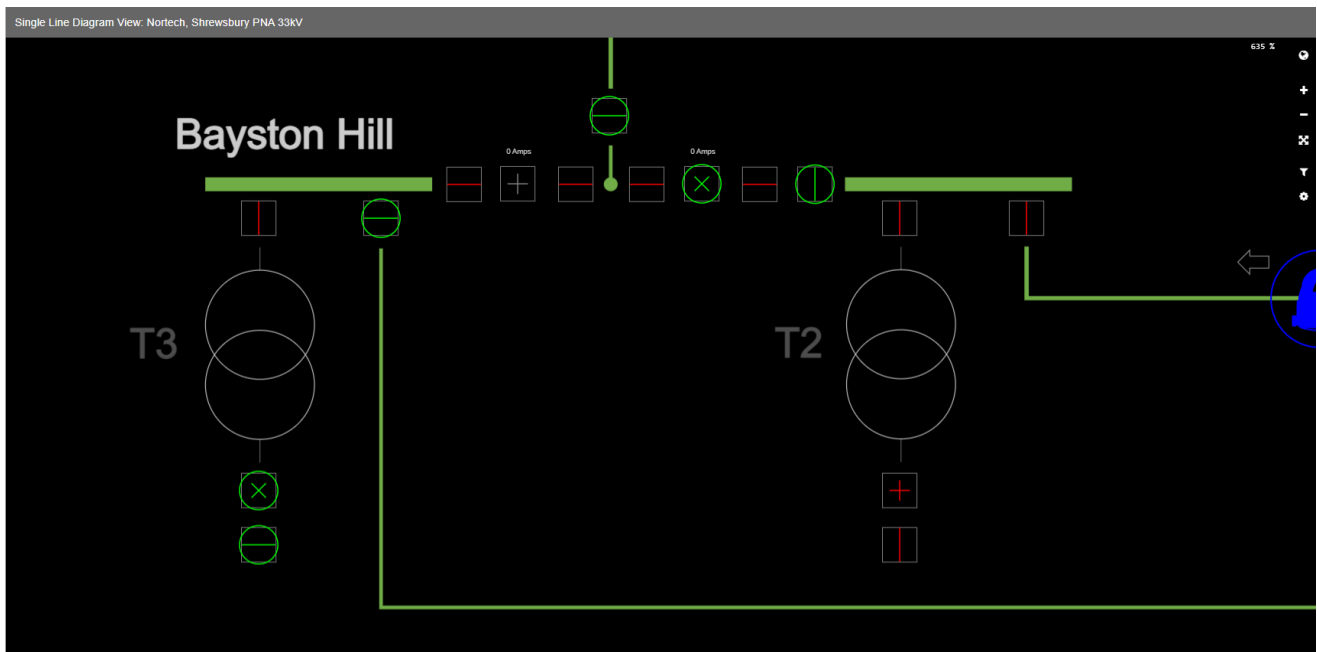 Single Line Diagram View: Nortech, Shrewsbury PNA 33kV
635 %
Bayston Hill
0 Amps
0 Amps
T3
T2